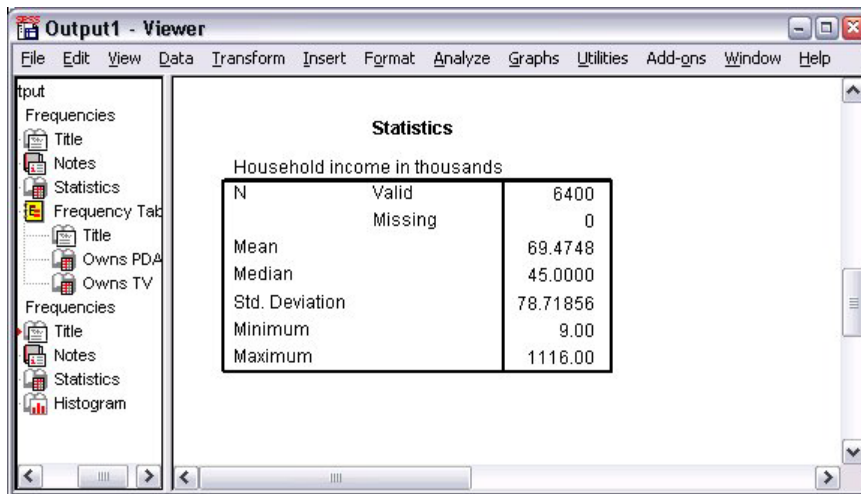 Output1 - Viewer
File Edit View Data Transform Insert Format Analyze Graphs Utilities Add-ons Window Help
tput
Frequencies
Title
Notes
Statistics
Frequency Tab
Title
Owns PDA
Owns TV
Frequencies
Title
Notes
Statistics
Histogram
Statistics
Household income in thousands
N Valid 6400
Missing 0
Mean 69.4748
Median 45.0000
Std. Deviation 78.71856
Minimum 9.00
Maximum 1116.00